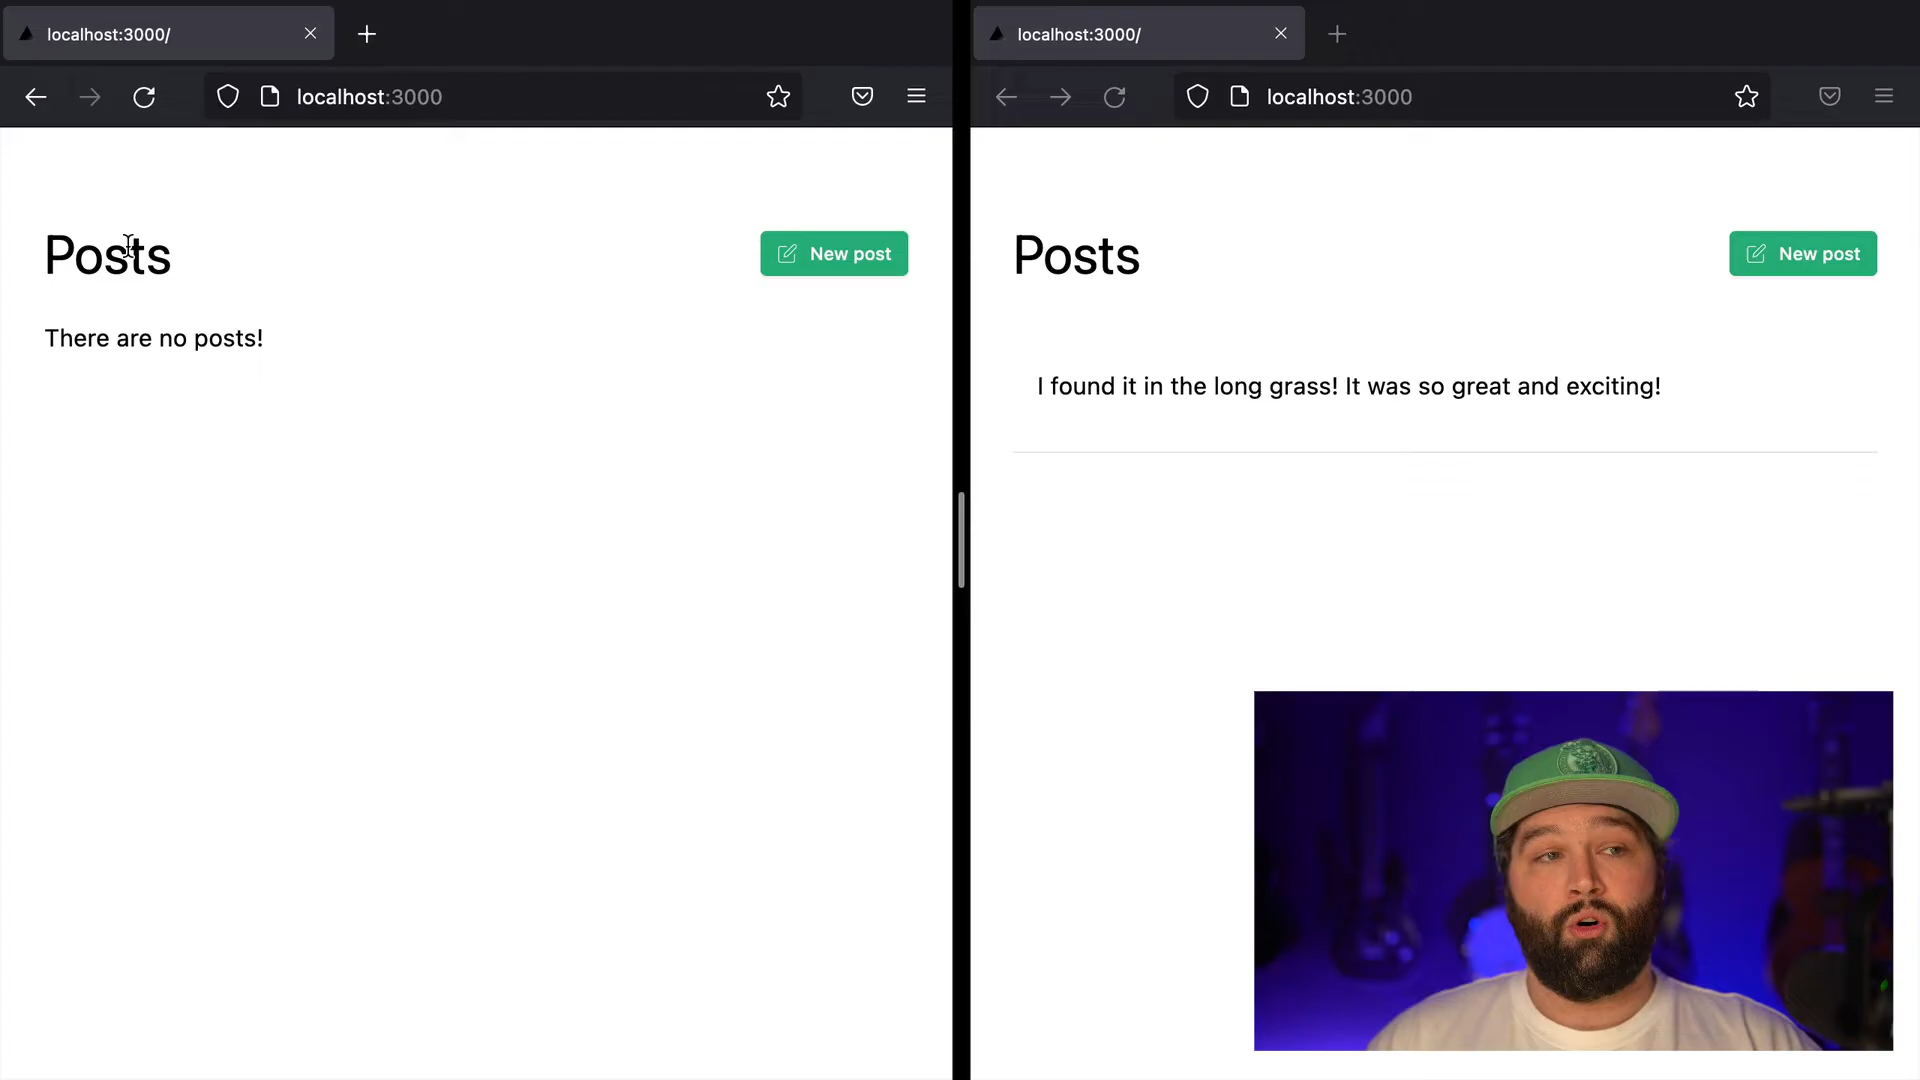 localhost:3000/
localhost:3000
Posts
New post
There are no posts!
localhost:3000/
localhost:3000
Posts
New post
I found it in the long grass! It was so great and exciting!